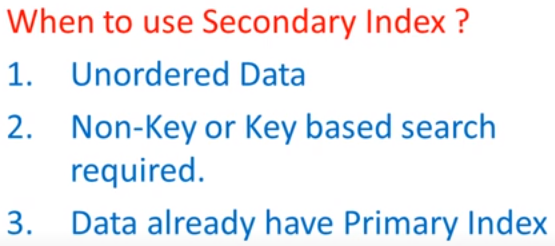 When to use Secondary Index ?
1. Unordered Data
2. Non-Key or Key based search
required.
3. Data already have Primary Index